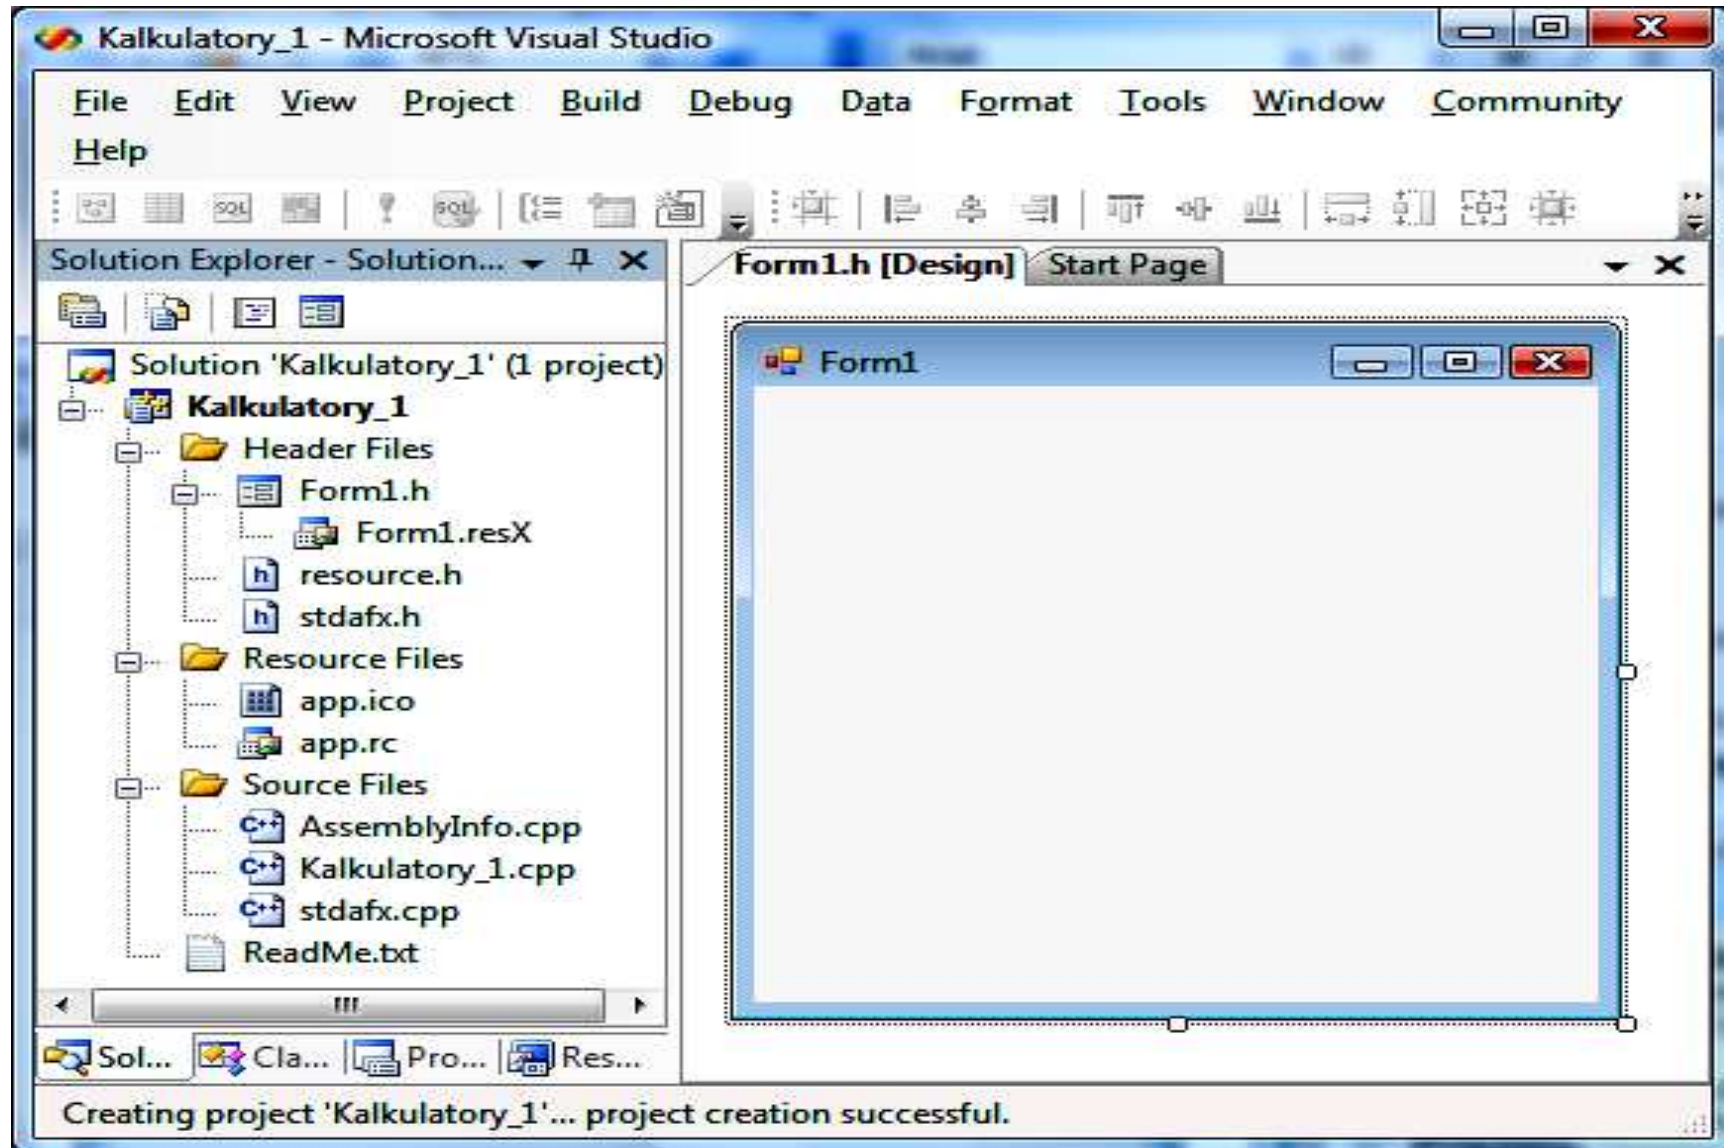 Kalkulatory_1 - Microsoft Visual Studio
File Edit View Project Build Debug Data Format Tools Window Community
Help
SQL SQL
Solution Explorer - Solution...
Form1.h [Design] Start Page
Solution 'Kalkulatory_1' (1 project)
Kalkulatory_1
Header Files
Form1.h
Form1.resX
resource.h
stdafx.h
Resource Files
app.ico
app.rc
Source Files
AssemblyInfo.cpp
Kalkulatory_1.cpp
stdafx.cpp
ReadMe.txt
Form1
Sol... Cla... Pro... Res...
Creating project 'Kalkulatory_1'... project creation successful.